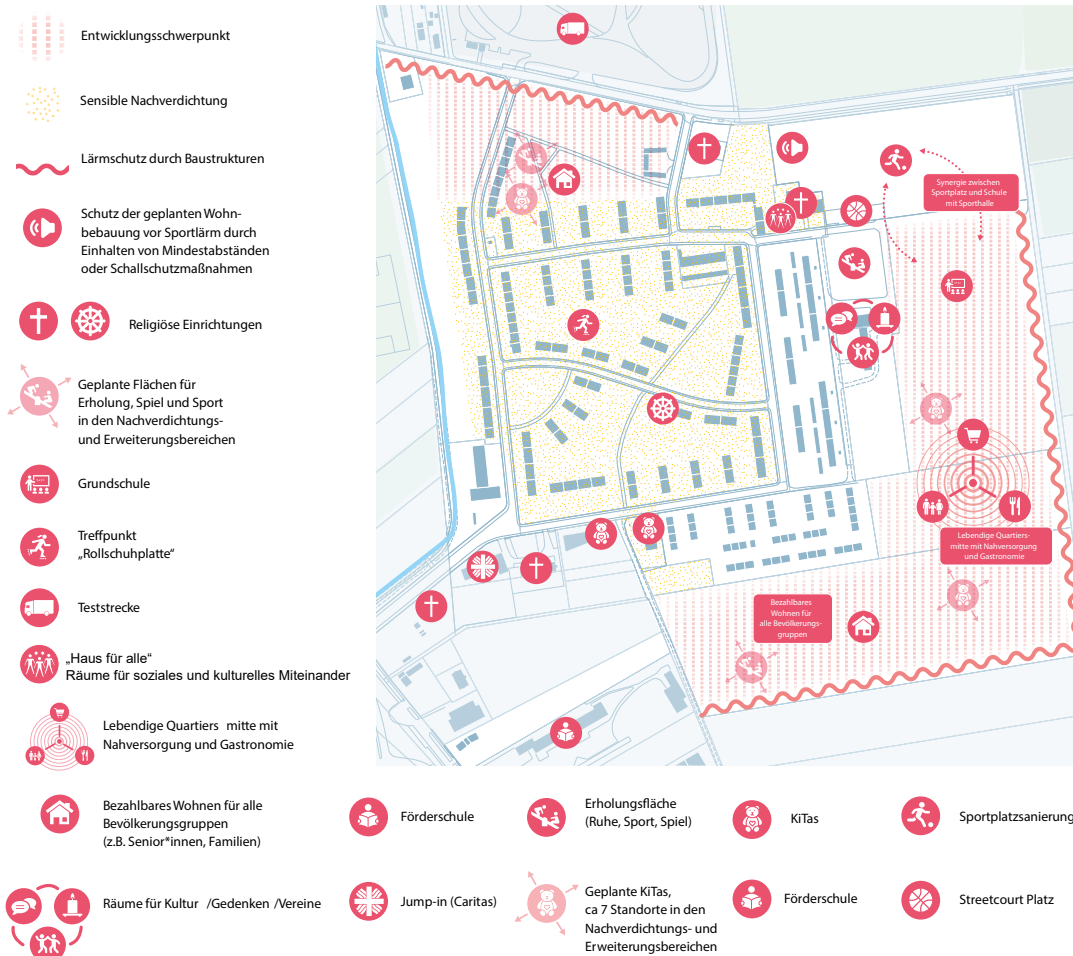 Entwicklungsschwerpunkt
Sensible Nachverdichtung
Lärmschutz durch Baustrukturen
Schutz der geplanten Wohn-
bebauung vor Sportlärm durch
Einhalten von Mindestabständen
oder Schallschutzmaßnahmen
Religiöse Einrichtungen
Geplante Flächen für
Erholung, Spiel und Sport
in den Nachverdichtungs-
und Erweiterungsbereichen
Grundschule
Treffpunkt
„Rollschuhplatte“
Teststrecke
„Haus für alle“
Räume für soziales und kulturelles Miteinander
Lebendige Quartiers mitte mit
Nahversorgung und Gastronomie
Synergie zwischen
Sportplatz und Schule
mit Sporthalle
Lebendige Quartiers-
mitte mit Nahversorgung
und Gastronomie
Bezahlbares
Wohnen für
alle Bevölkerungs-
gruppen
Bezahlbares Wohnen für alle
Bevölkerungsgruppen
(z.B. Senior*innen, Familien)
Förderschule
Erholungsfläche
(Ruhe, Sport, Spiel)
KiTas
Sportplatzsanierung
Räume für Kultur /Gedenken /Vereine
Jump-in (Caritas)
Geplante KiTas,
ca 7 Standorte in den
Nachverdichtungs- und
Erweiterungsbereichen
Förderschule
Streetcourt Platz